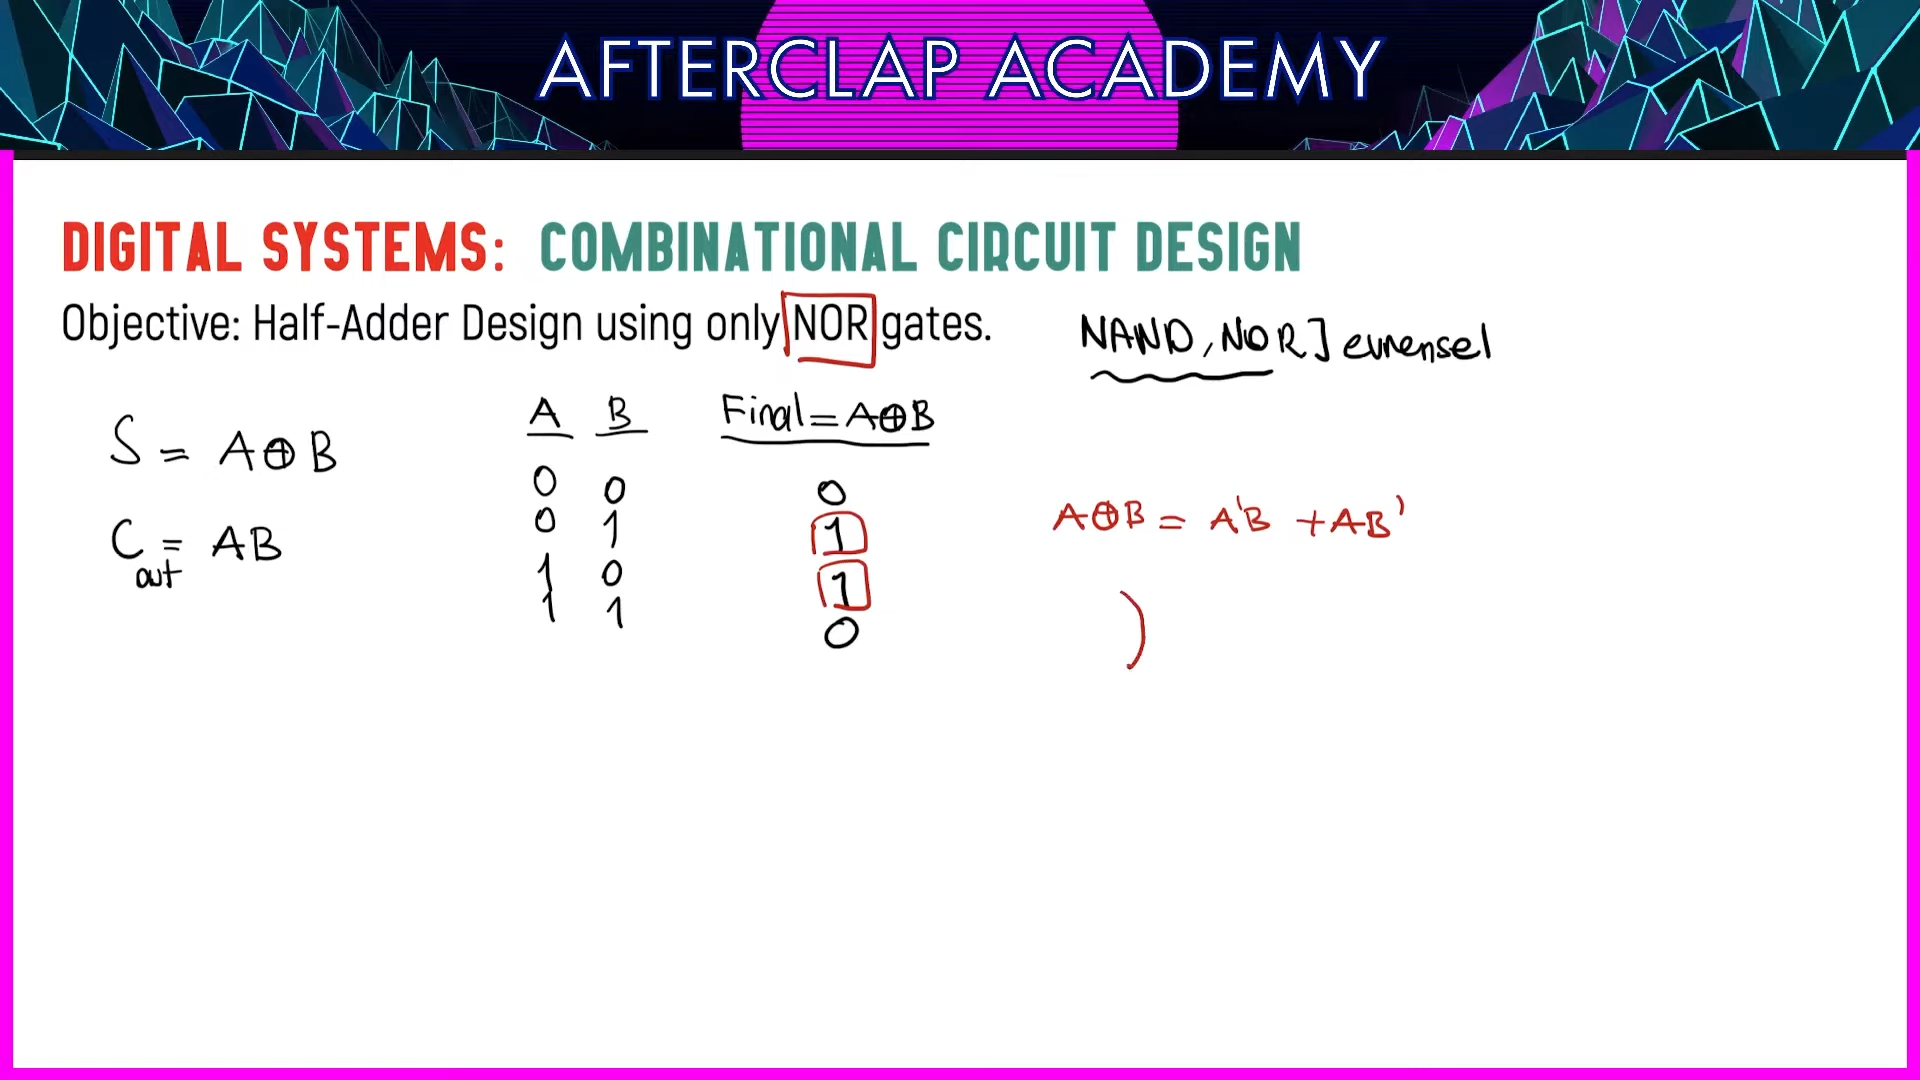 AFTERCLAP ACADEMY
DIGITAL SYSTEMS: COMBINATIONAL CIRCUIT DESIGN
Objective: Half-Adder Design using only NOR gates.
NAND, NOR] evrensel
S = A⊕B
C out = AB
A B Final = A⊕B
0 0 0
0 1 1
1 0 1
1 1 0
A⊕B = A'B + AB'
)